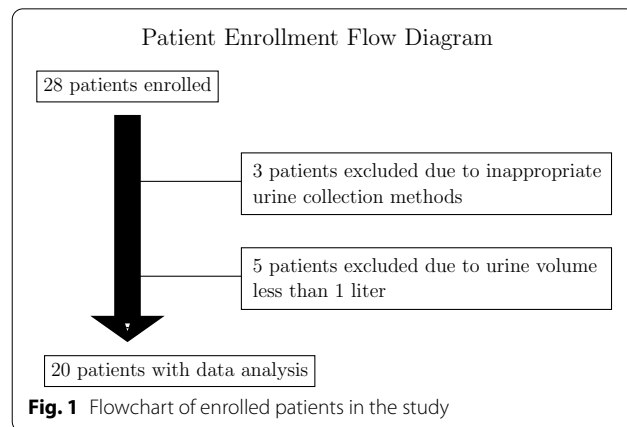 Patient Enrollment Flow Diagram
28 patients enrolled
3 patients excluded due to inappropriate
urine collection methods
5 patients excluded due to urine volume
less than 1 liter
20 patients with data analysis
Fig. 1 Flowchart of enrolled patients in the study